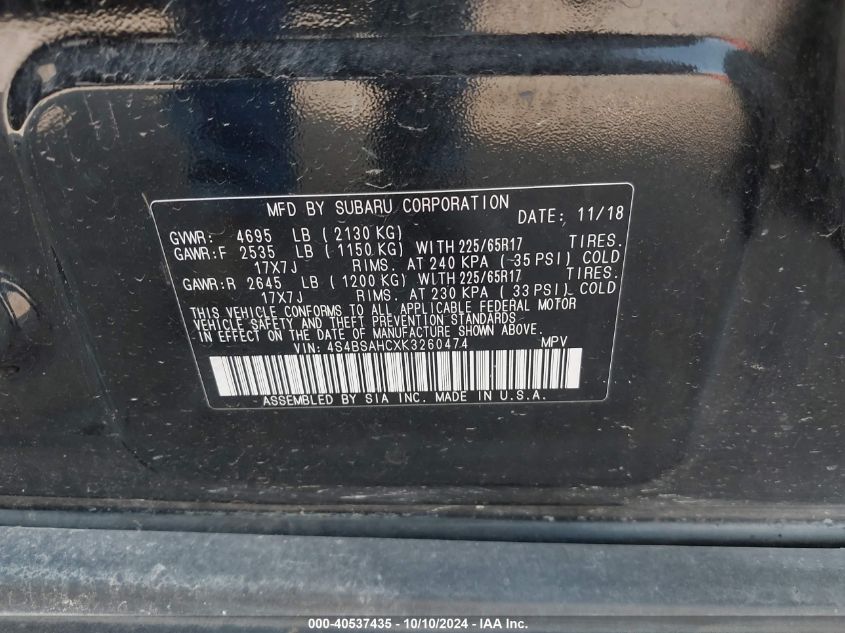 MFD BY SUBARU CORPORATION DATE: 11/18
GVWR: 4695 LB (2130 KG)
GAWR:F 2535 LB (1150 KG) WITH 225/65R17 TIRES.
17X7J RIMS. AT 240 KPA (35 PSI) COLD
GAWR:R 2645 LB (1200 KG) WITH 225/65R17 TIRES.
17X7J RIMS. AT 230 KPA (33 PSI) COLD
THIS VEHICLE CONFORMS TO ALL APPLICABLE FEDERAL MOTOR
VEHICLE SAFETY AND THEFT PREVENTION STANDARDS
IN EFFECT ON THE DATE OF MANUFACTURE SHOWN ABOVE.
VIN: 4S4BSAHCXK3260474 MPV
ASSEMBLED BY SIA INC. MADE IN U.S.A.
000-40537435 - 10/10/2024 - IAA Inc.